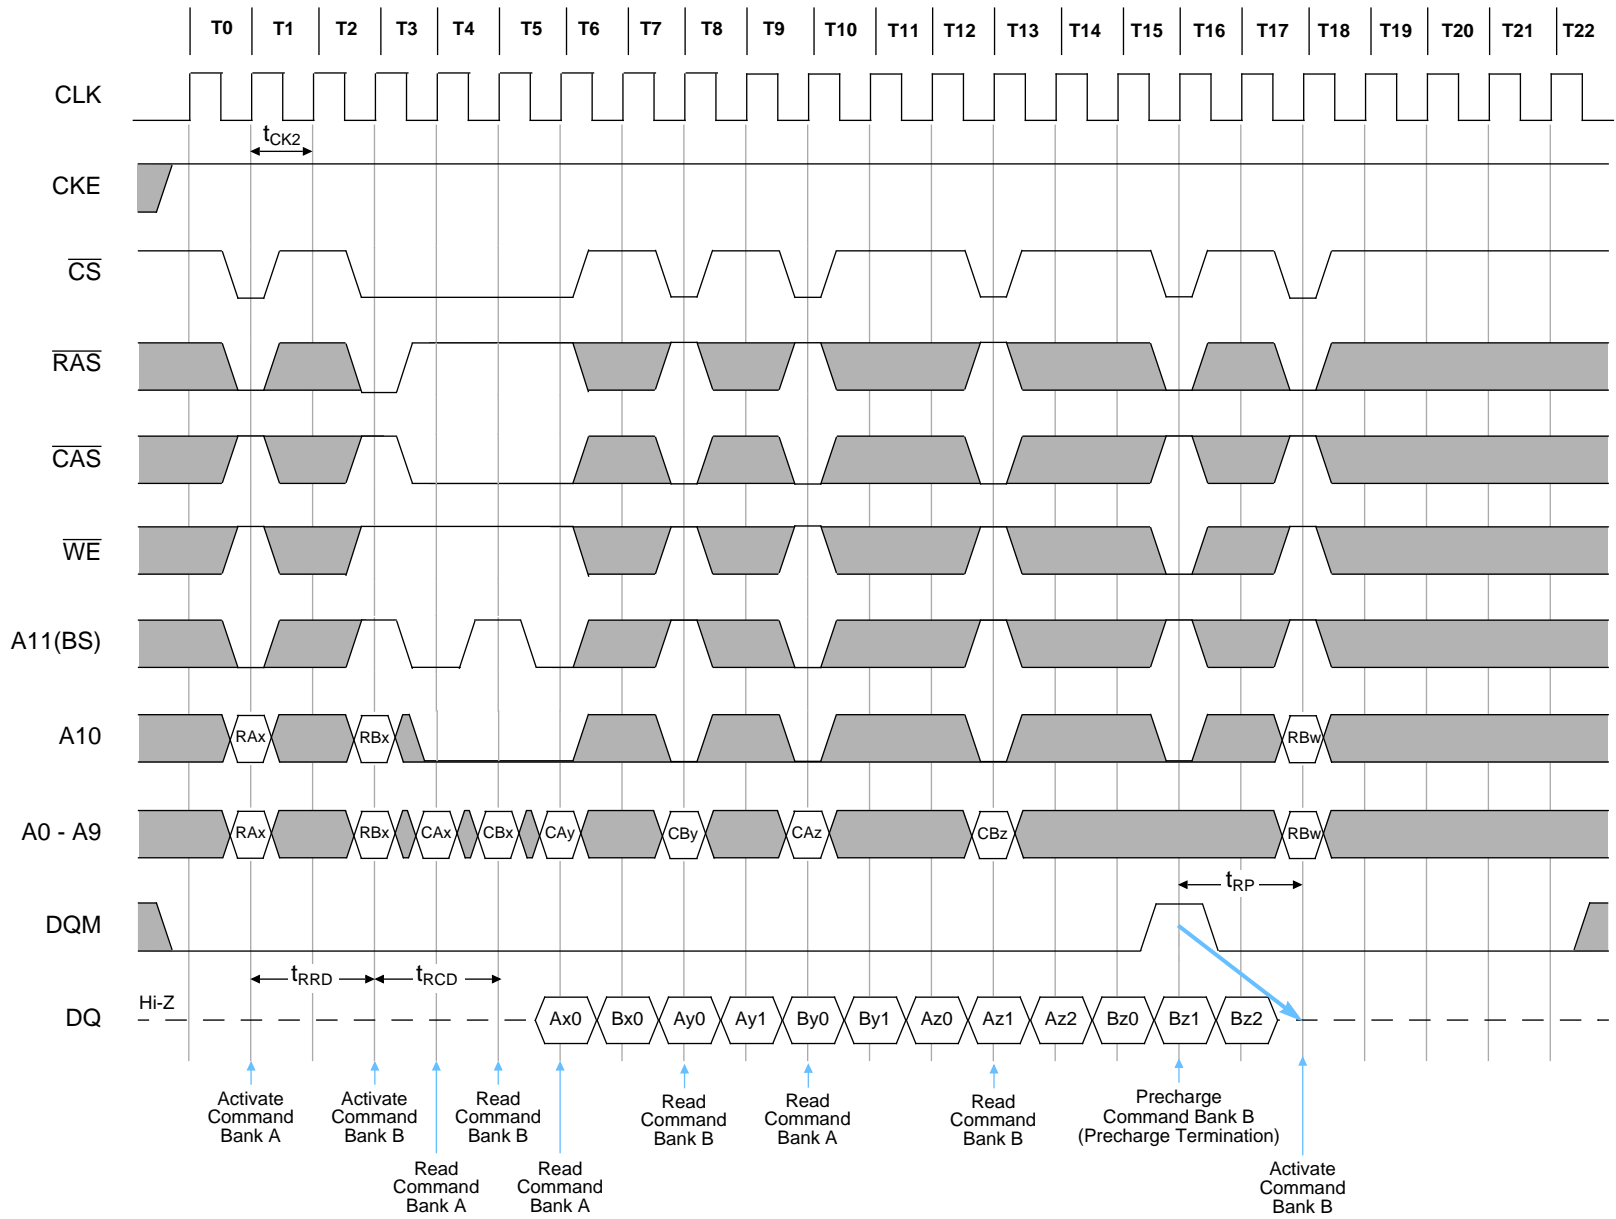 T0 T1 T2 T3 T4 T5 T6 T7 T8 T9 T10 T11 T12 T13 T14 T15 T16 T17 T18 T19 T20 T21 T22
CLK
tCK2
CKE
CS
RAS
CAS
WE
A11(BS)
A10 RAx RBx RBw
A0 - A9 RAx RBx CAx CBx CAy CBy CAz CBz RBw
tRP
DQM
tRRD tRCD
Hi-Z
DQ Ax0 Bx0 Ay0 Ay1 By0 By1 Az0 Az1 Az2 Bz0 Bz1 Bz2
Activate
Command
Bank A
Activate
Command
Bank B
Read
Command
Bank A
Read
Command
Bank B
Read
Command
Bank A
Read
Command
Bank B
Read
Command
Bank A
Read
Command
Bank B
Precharge
Command Bank B
(Precharge Termination)
Activate
Command
Bank B